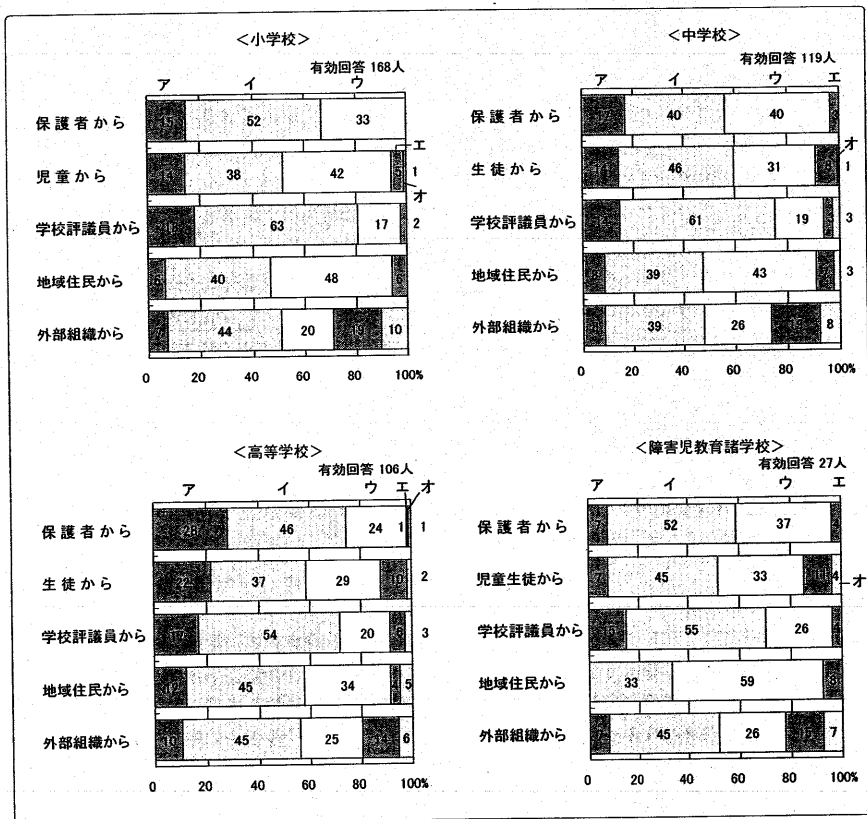 <小学校>
有効回答 168人
ア イ ウ
保護者から 15 52 33
エ
児童から 14 38 42 5 1
オ
学校評議員から 63 17 2
地域住民から 6 40 48 6
外部組織から 7 44 20 19 10
0 20 40 60 80 100%
<中学校>
有効回答 119人
ア イ ウ エ
保護者から 17 40 40 3
オ
生徒から 46 31 1
学校評議員から 61 19 3 3
地域住民から 39 43 3
外部組織から 39 26 8
0 20 40 60 80 100%
<高等学校>
有効回答 106人
ア イ ウ エ オ
保護者から 28 46 24 1 1
生徒から 22 37 29 10 2
学校評議員から 17 54 20 6 3
地域住民から 12 45 34 4 5
外部組織から 10 45 25 14 6
0 20 40 60 80 100%
<障害児教育諸学校>
有効回答 27人
ア イ ウ エ
保護者から 7 52 37
児童生徒から 7 45 33 11 4
オ
学校評議員から 15 55 26
地域住民から 33 59
外部組織から 7 45 26 15 7
0 20 40 60 80 100%